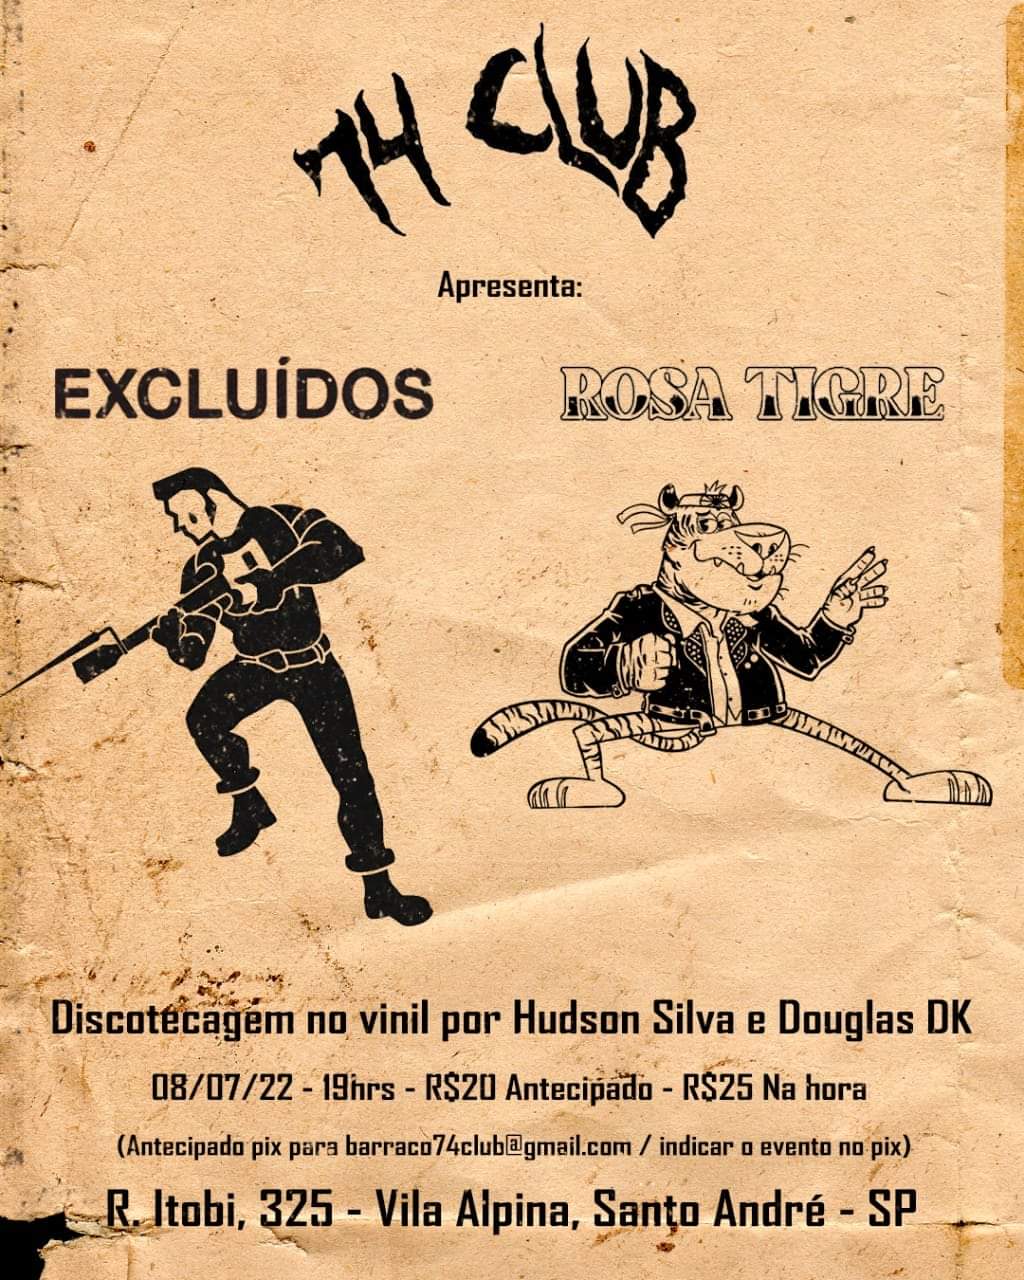 74 CLUB
Apresenta:
EXCLUÍDOS
ROSA TIGRE
Discotecagem no vinil por Hudson Silva e Douglas DK
08/07/22 - 19hrs - R$20 Antecipado - R$25 Na hora
(Antecipado pix para barraco74club@gmail.com / indicar o evento no pix)
R. Itobi, 325 - Vila Alpina, Santo André - SP